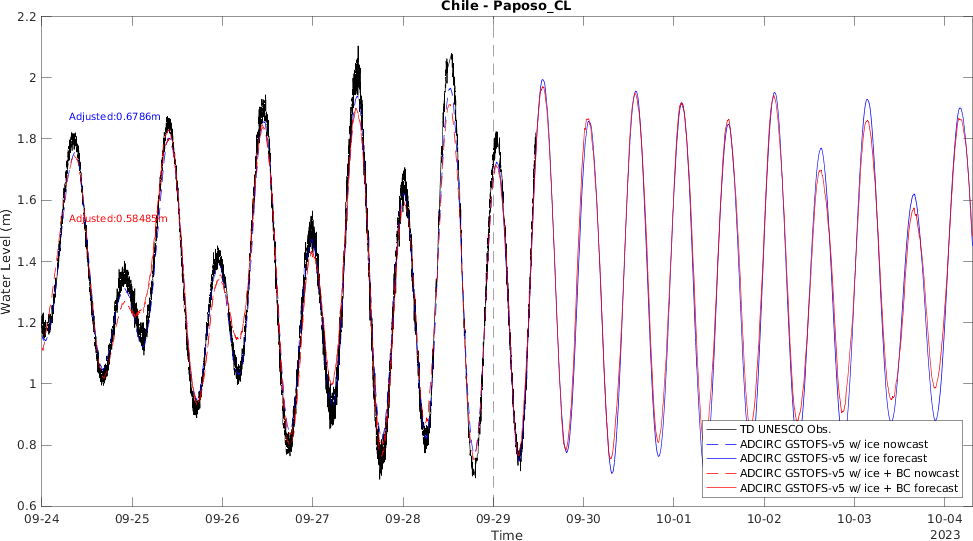 Chile - Paposo_CL
2.2
2
1.8
1.6
1.4
1.2
1
0.8
0.6
Water Level (m)
Adjusted:0.6786m
Adjusted:0.58485m
TD UNESCO Obs.
ADCIRC GSTOFS-v5 w/ ice nowcast
ADCIRC GSTOFS-v5 w/ ice forecast
ADCIRC GSTOFS-v5 w/ ice + BC nowcast
ADCIRC GSTOFS-v5 w/ ice + BC forecast
09-24 09-25 09-26 09-27 09-28 09-29 09-30 10-01 10-02 10-03 10-04
Time 2023